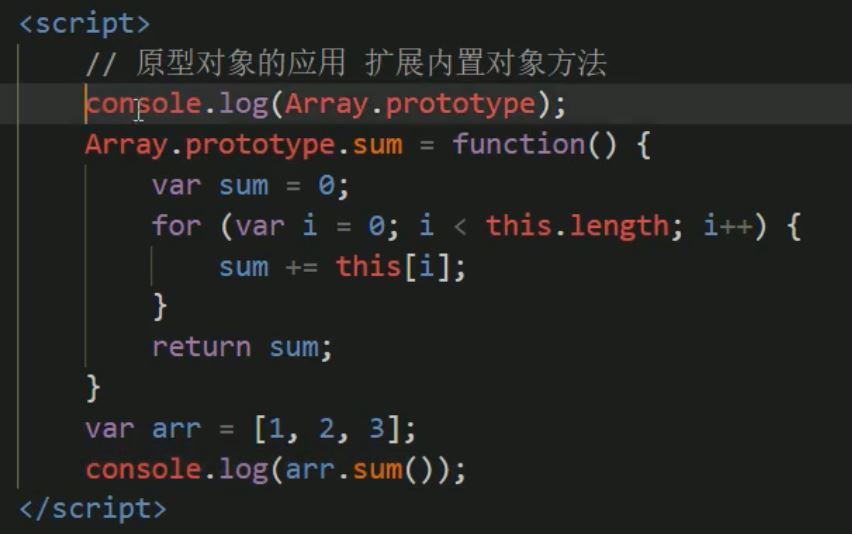 <script>
// 原型对象的应用 扩展内置对象方法
console.log(Array.prototype);
Array.prototype.sum = function() {
var sum = 0;
for (var i = 0; i < this.length; i++) {
sum += this[i];
}
return sum;
}
var arr = [1, 2, 3];
console.log(arr.sum());
</script>